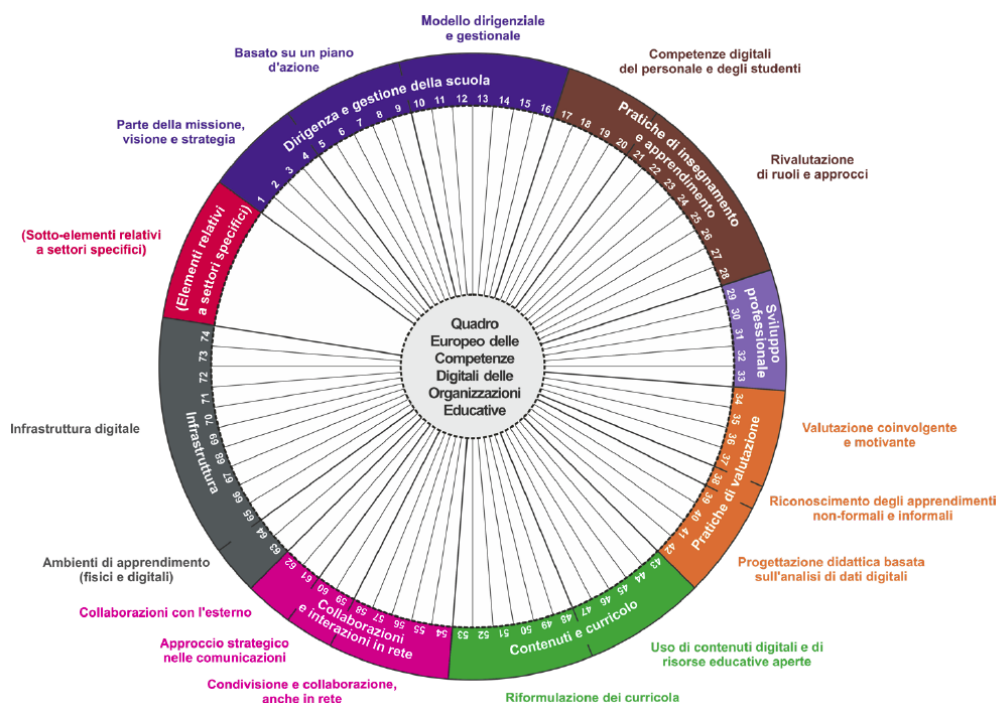 Modello dirigenziale
e gestionale
Basato su un piano
d'azione
Competenze digitali
del personale e degli studenti
Parte della missione,
visione e strategia
Rivalutazione
di ruoli e approcci
(Sotto-elementi relativi
a settori specifici)
Dirigenza e gestione della scuola
Pratiche di insegnamento
e apprendimento
(Elementi relativi
a settori specifici)
Sviluppo
professionale
Quadro
Europeo delle
Competenze
Digitali delle
Organizzazioni
Educative
Infrastruttura
Pratiche di valutazione
Collaborazioni
e interazioni in rete
Contenuti e curricolo
1
2
3
4
5
6
7
8
9
10
11
12
13
14
15
16
17
18
19
20
21
22
23
24
25
26
27
28
29
30
31
32
33
34
35
36
37
38
39
40
41
42
43
44
45
46
47
48
49
50
51
52
53
54
55
56
57
58
59
60
61
62
63
64
65
66
67
68
69
70
71
72
73
74
Infrastruttura digitale
Valutazione coinvolgente
e motivante
Riconoscimento degli apprendimenti
non-formali e informali
Ambienti di apprendimento
(fisici e digitali)
Progettazione didattica basata
sull'analisi di dati digitali
Collaborazioni con l'esterno
Approccio strategico
nelle comunicazioni
Uso di contenuti digitali e di
risorse educative aperte
Condivisione e collaborazione,
anche in rete
Riformulazione dei curricola